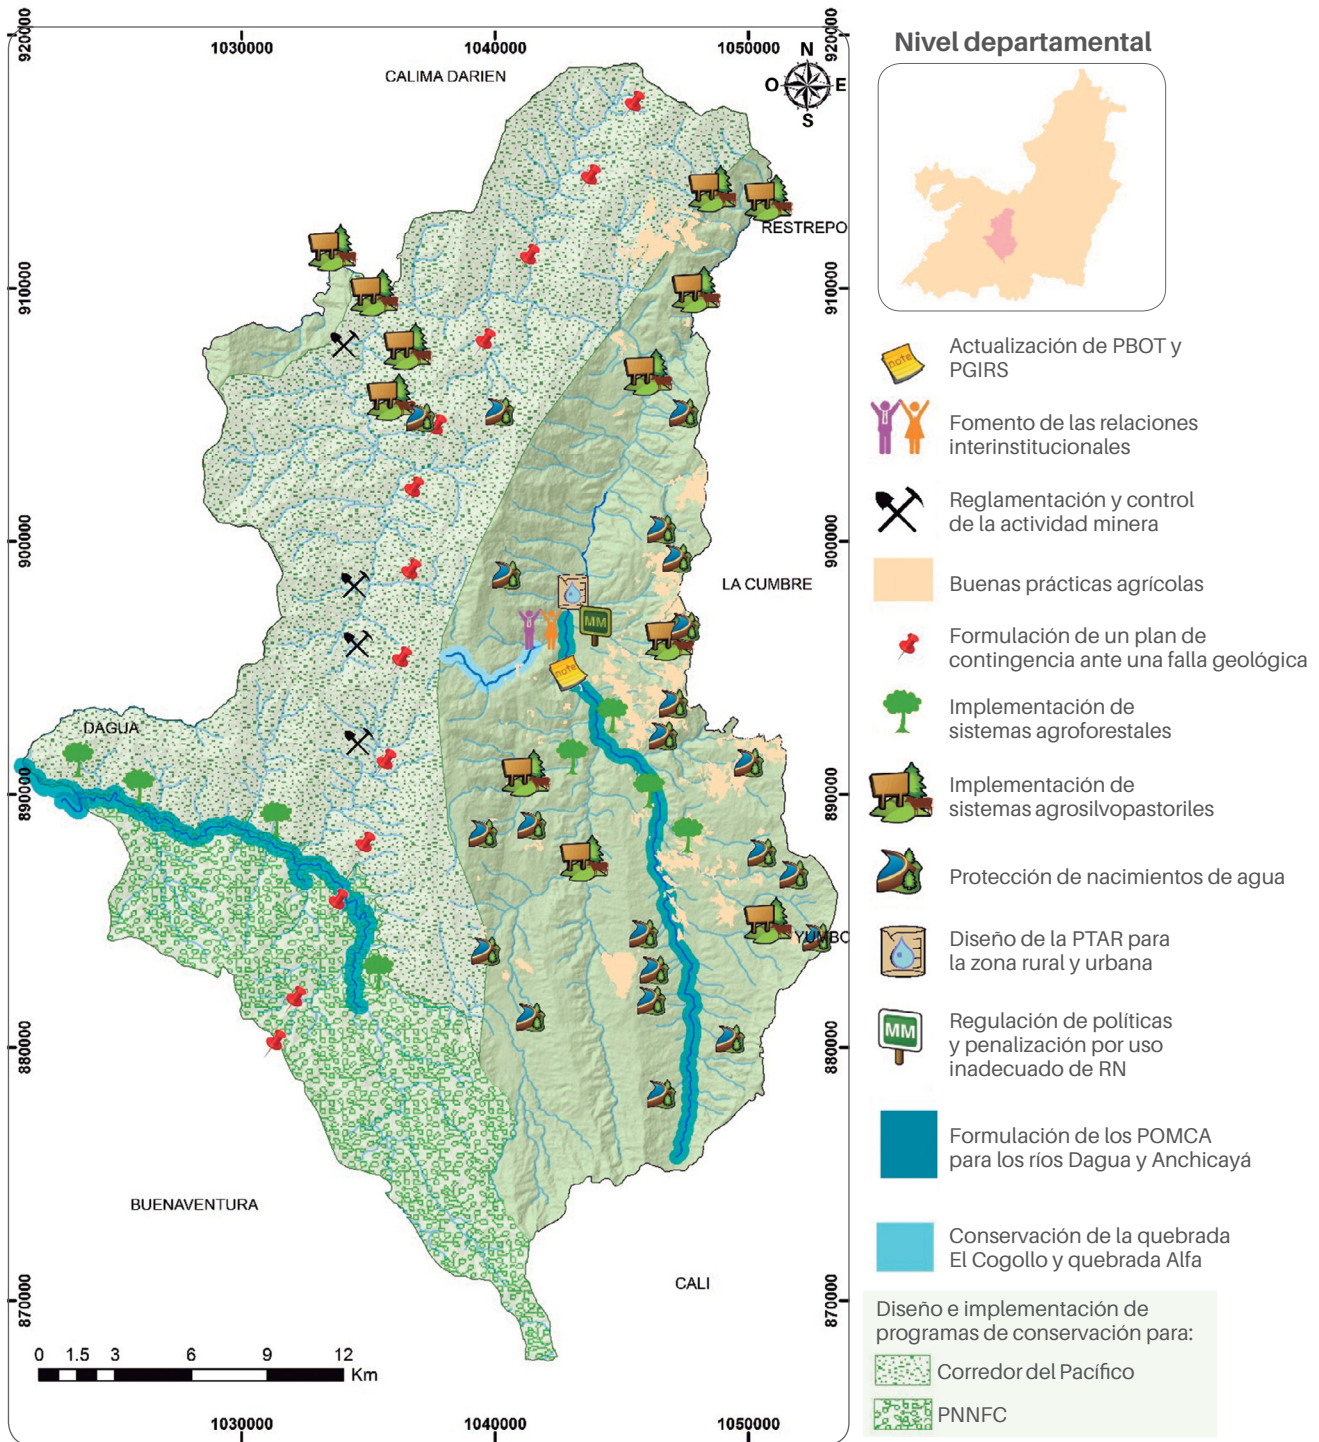 1030000
1040000
1050000
920000
920000
CALIMA DARIEN
N
O
E
S
RESTREPO
910000
910000
900000
900000
LA CUMBRE
MM
note
DAGUA
890000
890000
YUMBO
880000
880000
BUENAVENTURA
CALI
870000
870000
0 1.5 3 6 9 12
Km
1030000
1040000
1050000
Nivel departamental
note
Actualización de PBOT y
PGIRS
Fomento de las relaciones
interinstitucionales
Reglamentación y control
de la actividad minera
Buenas prácticas agrícolas
Formulación de un plan de
contingencia ante una falla geológica
Implementación de
sistemas agroforestales
Implementación de
sistemas agrosilvopastoriles
Protección de nacimientos de agua
Diseño de la PTAR para
la zona rural y urbana
MM
Regulación de políticas
y penalización por uso
inadecuado de RN
Formulación de los POMCA
para los ríos Dagua y Anchicayá
Conservación de la quebrada
El Cogollo y quebrada Alfa
Diseño e implementación de
programas de conservación para:
Corredor del Pacífico
PNNFC